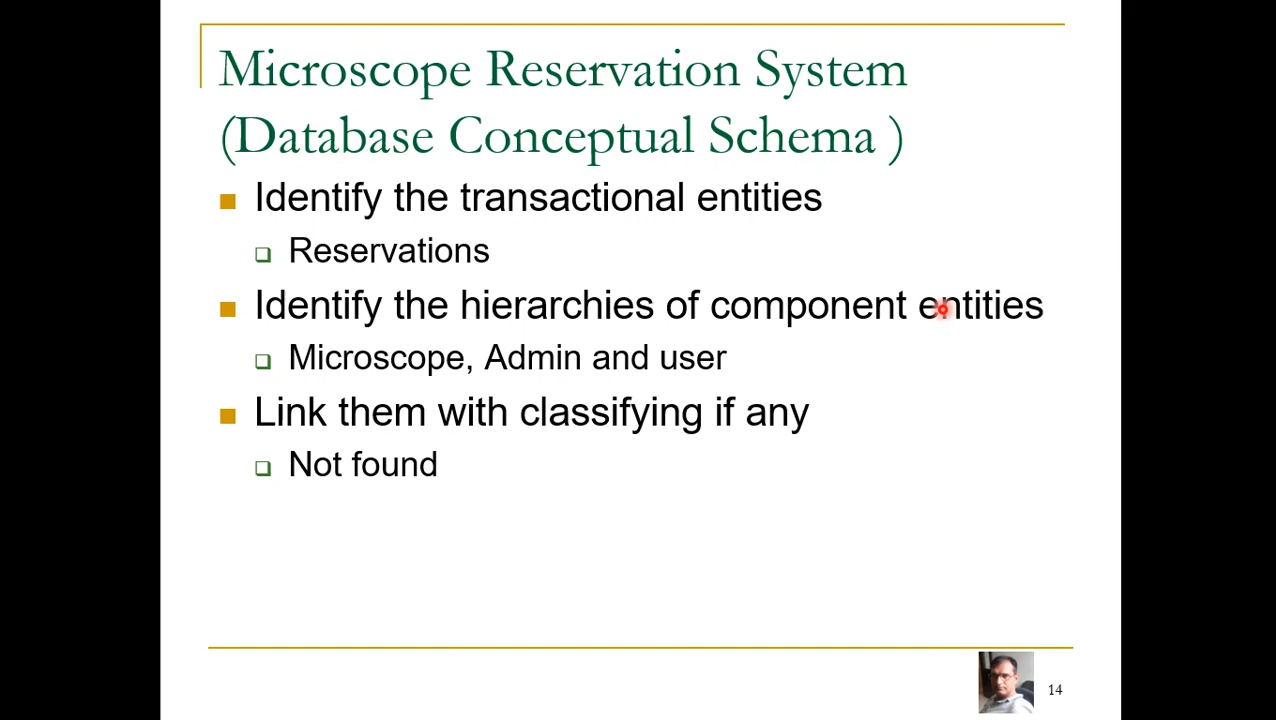 Microscope Reservation System
(Database Conceptual Schema )
Identify the transactional entities
Reservations
Identify the hierarchies of component entities
Microscope, Admin and user
Link them with classifying if any
Not found
14